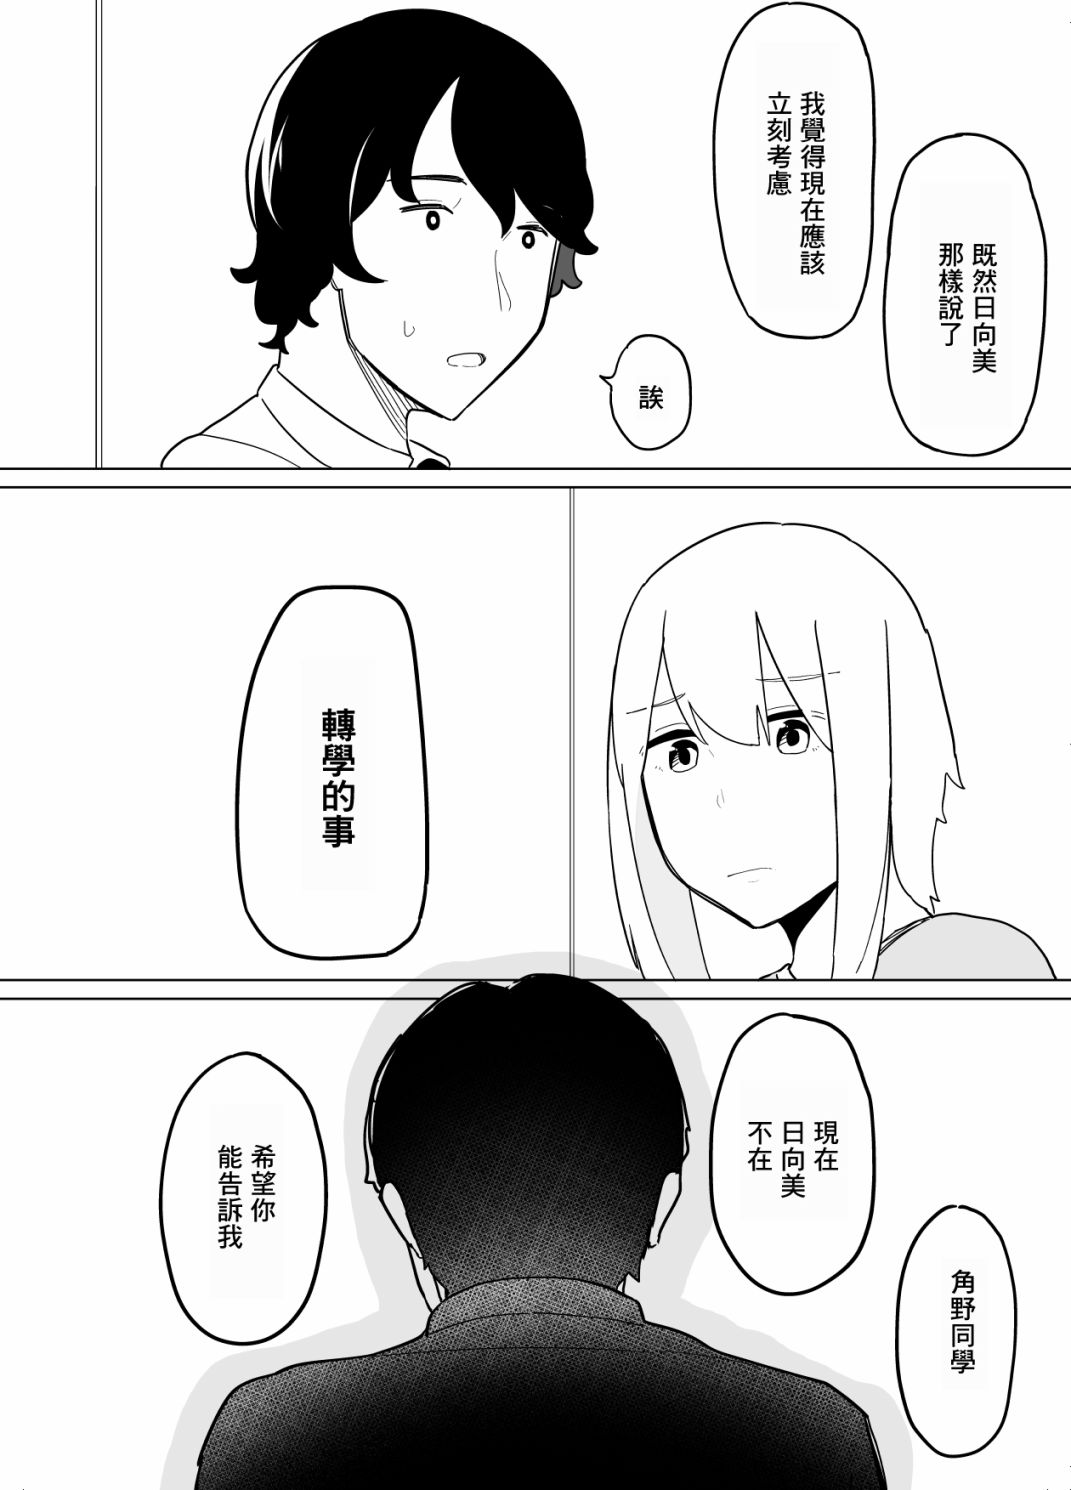 既然日向美
那樣說了
我覺得現在應該
立刻考慮
誒
轉學的事
角野同學
現在
日向美
不在
希望你
能告訴我